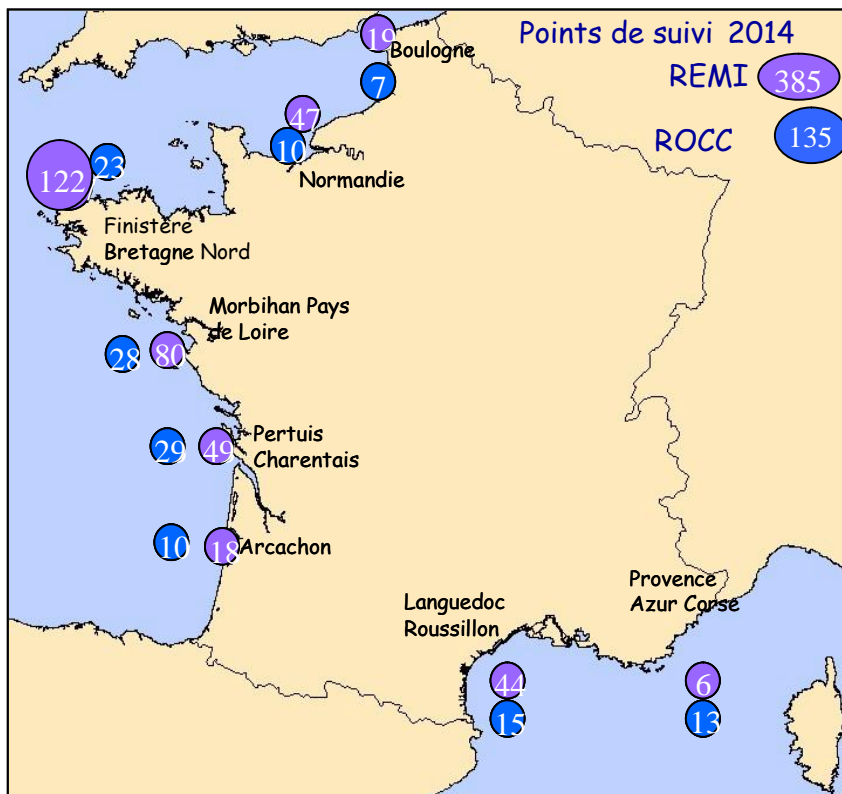 Points de suivi 2014
REMI 385
ROCC 135
19
Boulogne
7
47
10
Normandie
122
23
Finistère
Bretagne Nord
Morbihan Pays
de Loire
28
80
29
49
Pertuis
Charentais
10
18
Arcachon
Provence
Azur Corse
Languedoc
Roussillon
44
6
15
13